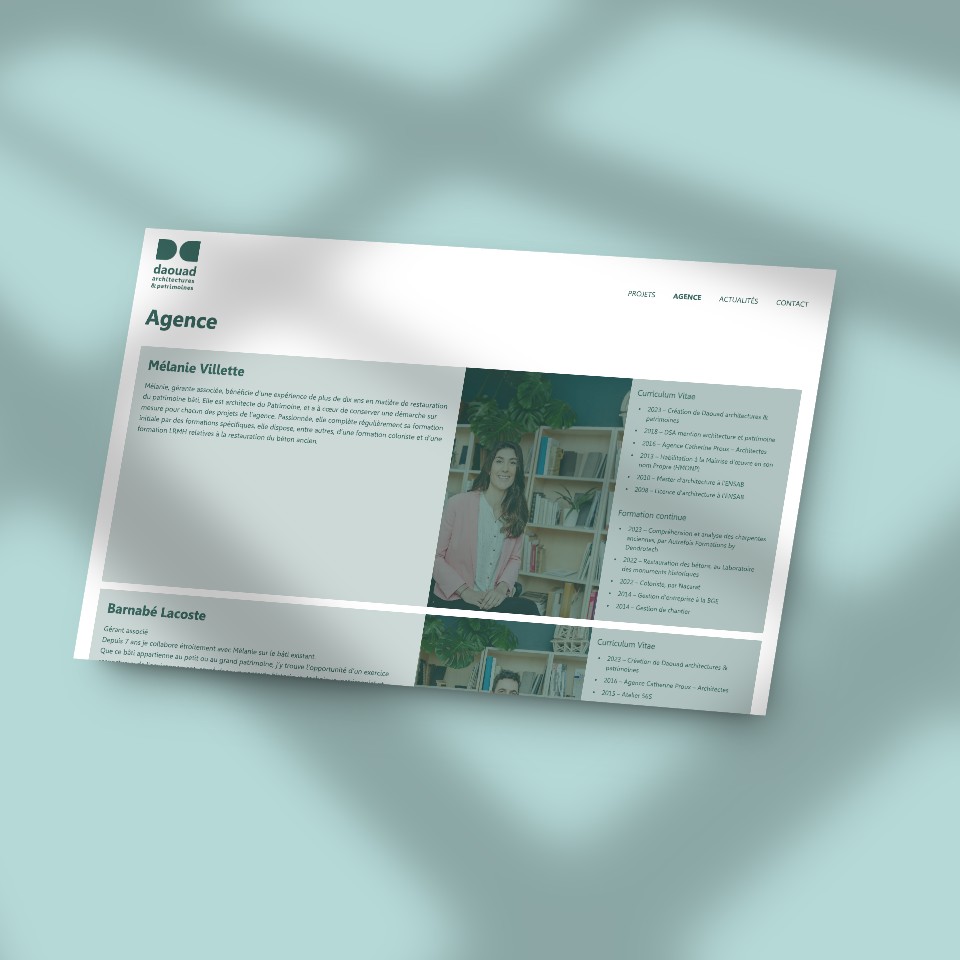 daouad
architectures
&patrimoines
PROJETS
AGENCE
ACTUALITÉS
CONTACT
Agence
Mélanie Villette
Mélanie, gérante associée, bénéficie d'une expérience de plus de dix ans en matière de restauration
du patrimoine bâti. Elle est architecte du Patrimoine, et a à cœur de conserver une démarche sur
mesure pour chacun des projets de l'agence. Passionnée, elle complète régulièrement sa formation
initiale par des formations spécifiques, elle dispose, entre autres, d'une formation coloriste et d'une
formation LRMH relatives à la restauration du béton ancien.
Curriculum Vitae
• 2023 – Création de Daouad architectures &
patrimoines
• 2018 – DSA mention architecture et patrimoine
• 2016 – Agence Catherine Proux – Architectes
• 2013 – Habilitation à la Maîtrise d'œuvre en son
nom Propre (HMONP)
• 2010 – Master d'architecture à l'ENSAB
• 2008 – Licence d'architecture à l'ENSAB
Formation continue
• 2023 – Compréhension et analyse des charpentes
anciennes, par Autrefois Formations by
Dendrotech
• 2022 – Restauration des bétons, au Laboratoire
des monuments historiques
• 2022 – Coloriste, par Nacarat
• 2014 – Gestion d'entreprise à la BGE
• 2014 – Gestion de chantier
Barnabé Lacoste
Gérant associé
Depuis 7 ans je collabore étroitement avec Mélanie sur le bâti existant
Que ce bâti appartienne au petit ou au grand patrimoine, j'y trouve l'opportunité d'un exercice
Curriculum Vitae
• 2023 – Création de Daouad architectures &
patrimoines
• 2016 – Agence Catherine Proux – Architectes
• 2015 – Atelier 56S